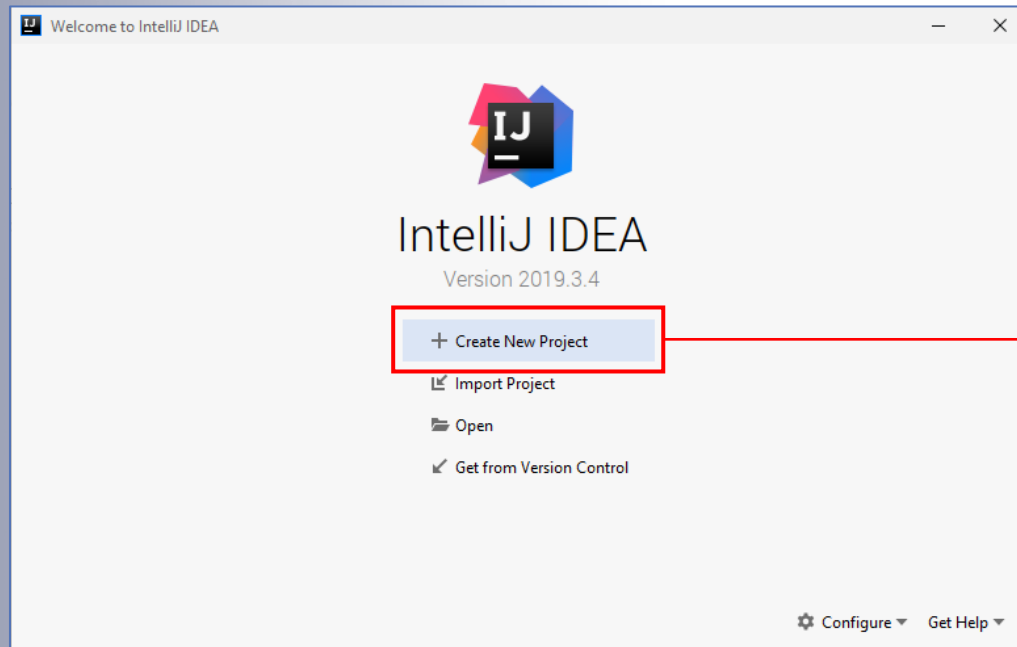 Welcome to IntelliJ IDEA
IJ
IntelliJ IDEA
Version 2019.3.4
Create New Project
Import Project
Open
Get from Version Control
Configure Get Help